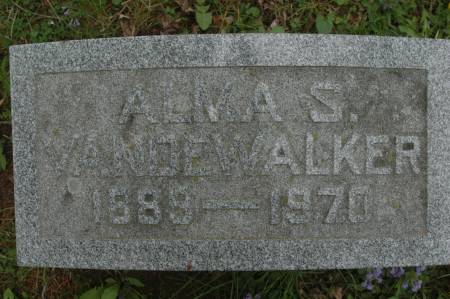 ALMA S.
VANDEWALKER
1889 — 1970